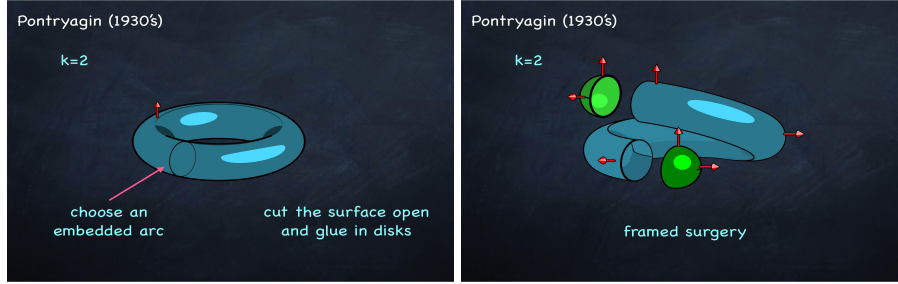 Pontryagin (1930's)
k=2
choose an
embedded arc
cut the surface open
and glue in disks
Pontryagin (1930's)
k=2
framed surgery